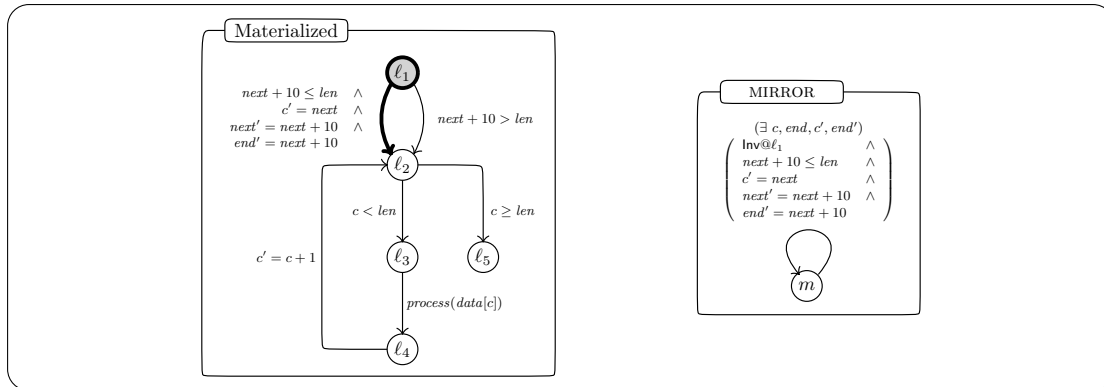 Materialized
ℓ1
next + 10 ≤ len ∧
c′ = next ∧
next′ = next + 10 ∧
end′ = next + 10
next + 10 > len
ℓ2
c < len
c ≥ len
ℓ3
ℓ5
c′ = c + 1
process(data[c])
ℓ4
MIRROR
(∃ c, end, c′, end′)
Inv@ℓ1 ∧
next + 10 ≤ len ∧
c′ = next ∧
next′ = next + 10 ∧
end′ = next + 10
m